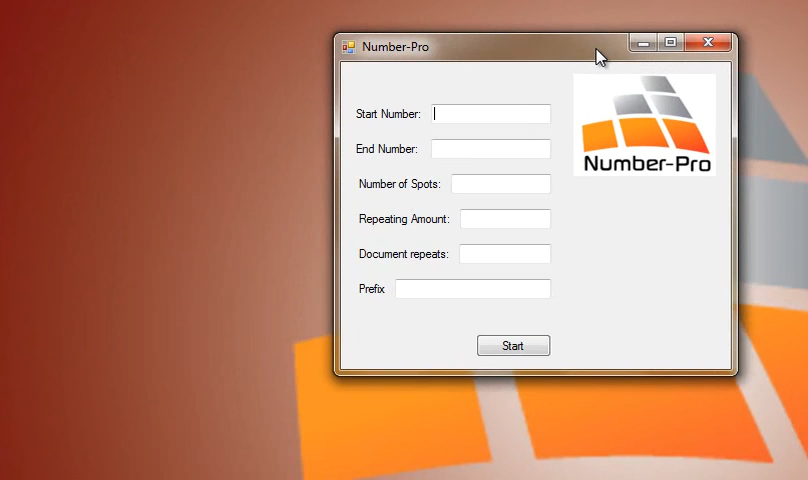 Number-Pro
Start Number:
Number-Pro
End Number:
Number of Spots:
Repeating Amount:
Document repeats:
Prefix
Start